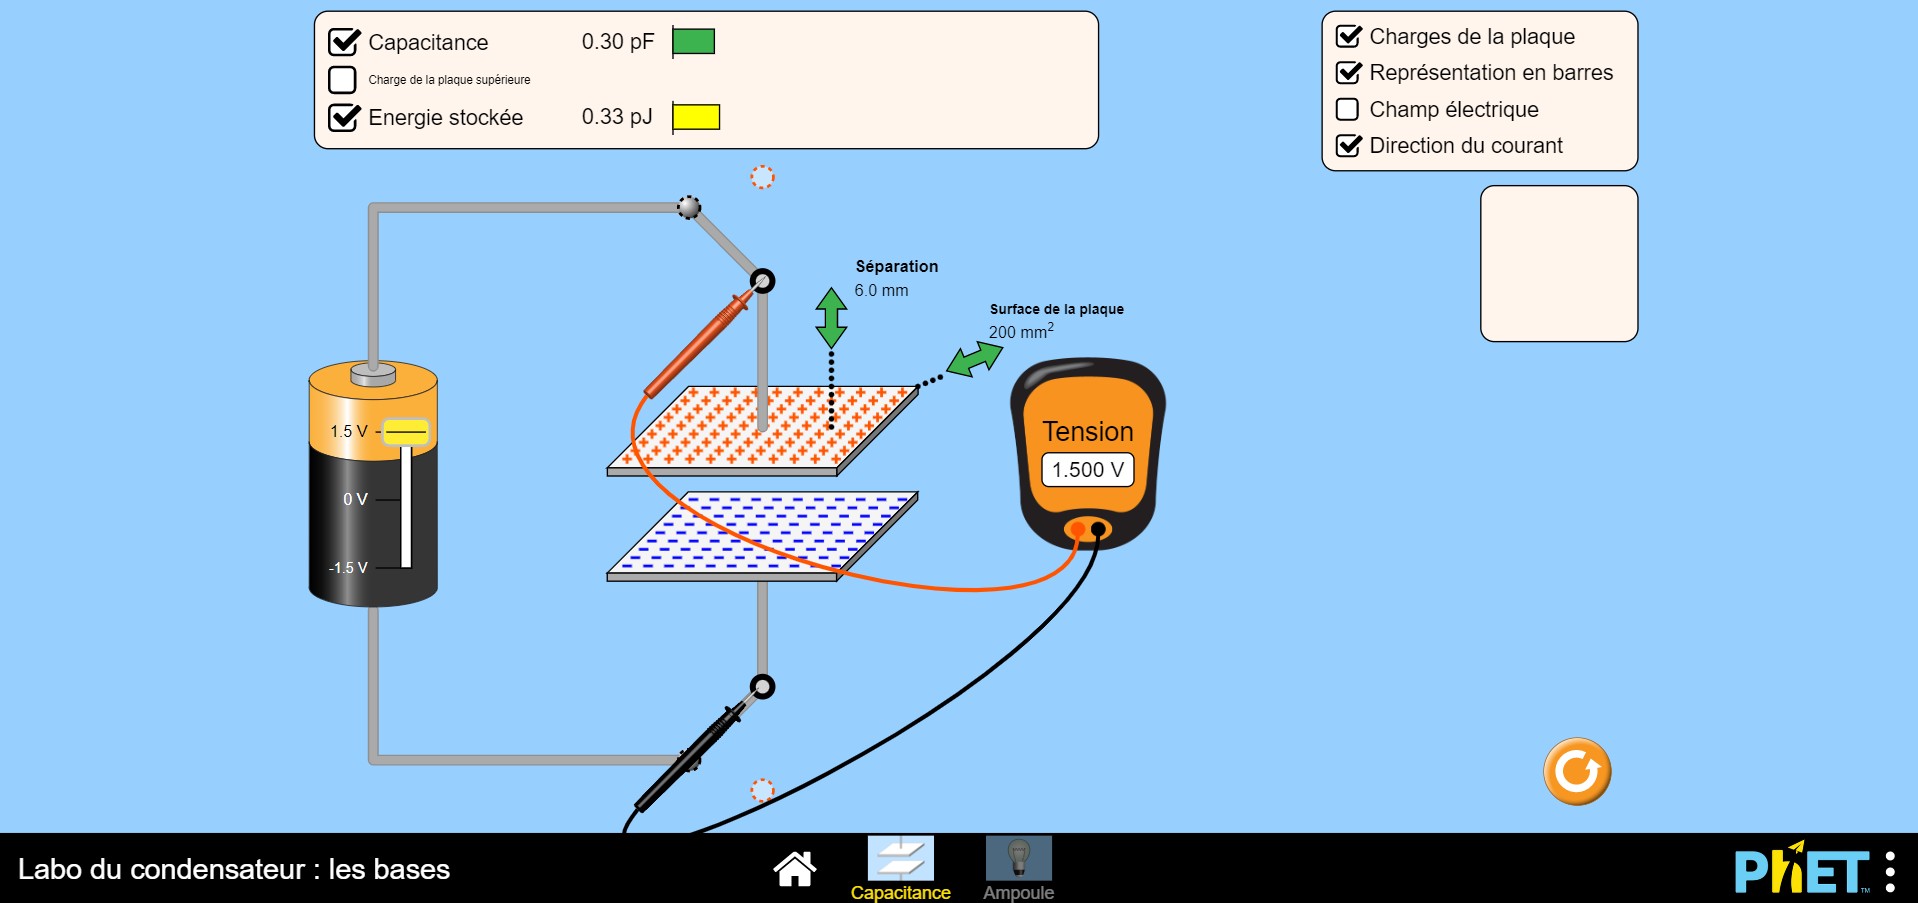 Capacitance 0.30 pF
Charge de la plaque supérieure
Energie stockée 0.33 pJ
Charges de la plaque
Représentation en barres
Champ électrique
Direction du courant
Séparation
6.0 mm
Surface de la plaque
200 mm²
1.5 V
0 V
-1.5 V
Tension
1.500 V
Labo du condensateur : les bases
Capacitance
Ampoule
PhET
TM